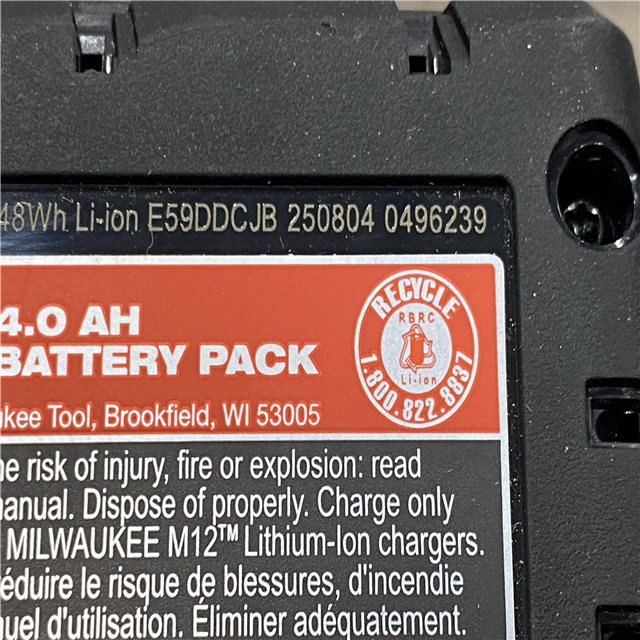 48Wh Li-ion E59DDCJB 250804 0496239
4.0 AH
BATTERY PACK
RECYCLE
RBRC
Li-ion
1.800.822.8837
ukee Tool, Brookfield, WI 53005
he risk of injury, fire or explosion: read
manual. Dispose of properly. Charge only
MILWAUKEE M12™ Lithium-Ion chargers.
réduire le risque de blessures, d'incendie
nuel d'utilisation. Éliminer adéquatement.